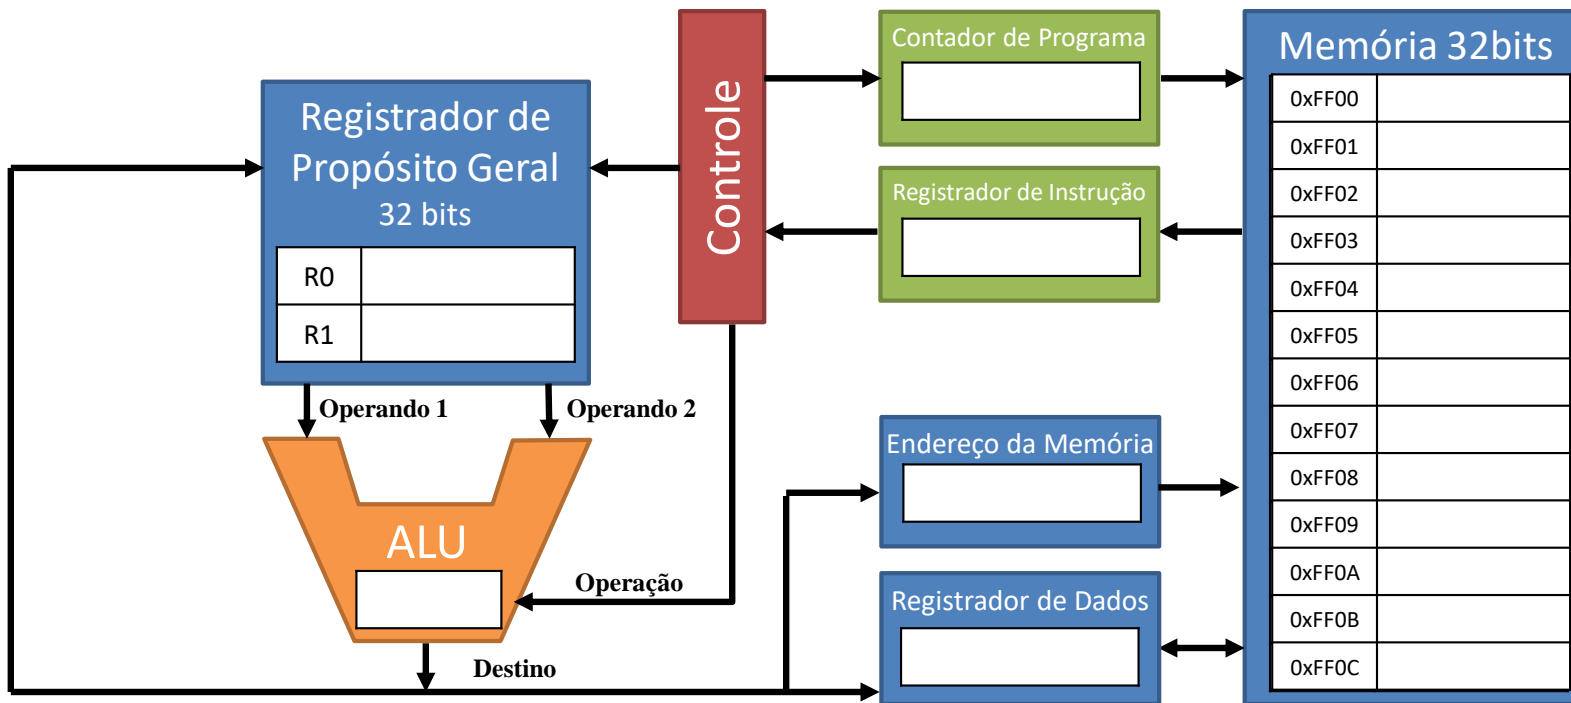 Registrador de
Propósito Geral
32 bits
R0
R1
Operando 1
Operando 2
ALU
Operação
Destino
Controle
Contador de Programa
Registrador de Instrução
Endereço da Memória
Registrador de Dados
Memória 32bits
0xFF00
0xFF01
0xFF02
0xFF03
0xFF04
0xFF05
0xFF06
0xFF07
0xFF08
0xFF09
0xFF0A
0xFF0B
0xFF0C